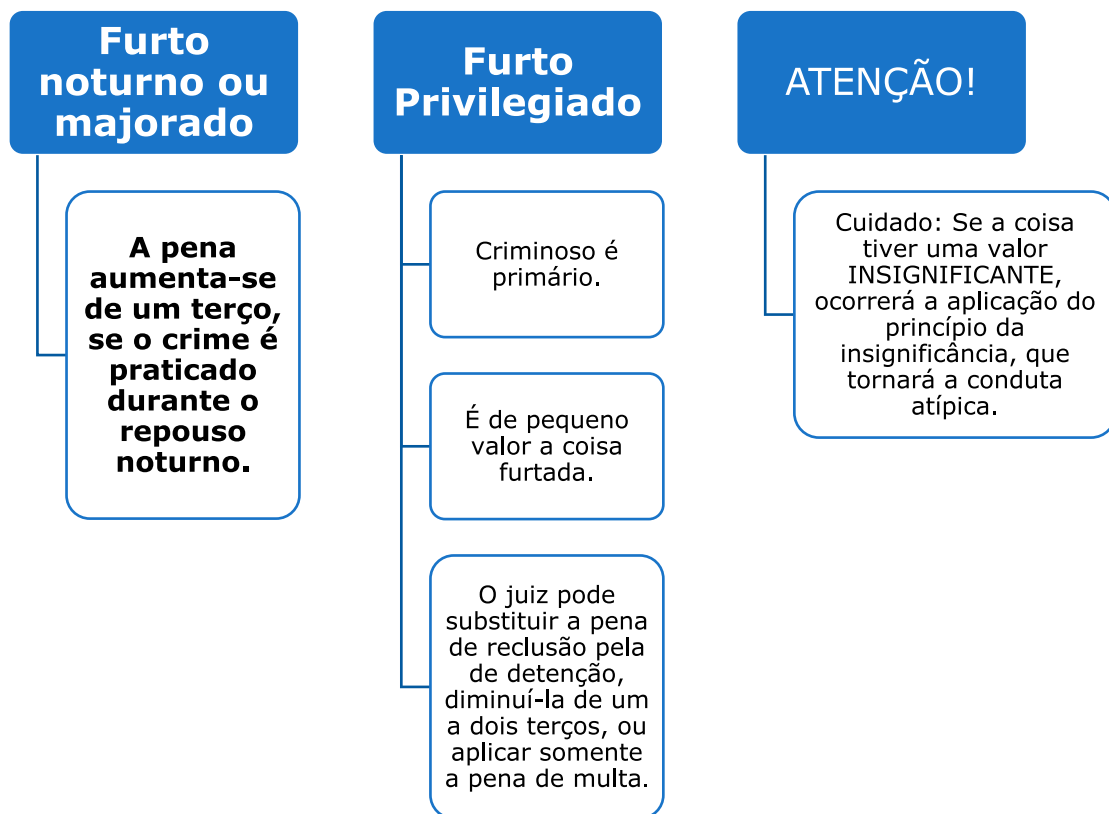 Furto
noturno ou
majorado
A pena
aumenta-se
de um terço,
se o crime é
praticado
durante o
repouso
noturno.
Furto
Privilegiado
Criminoso é
primário.
É de pequeno
valor a coisa
furtada.
O juiz pode
substituir a pena
de reclusão pela
de detenção,
diminuí-la de um
a dois terços, ou
aplicar somente
a pena de multa.
ATENÇÃO!
Cuidado: Se a coisa
tiver uma valor
INSIGNIFICANTE,
ocorrerá a aplicação do
princípio da
insignificância, que
tornará a conduta
atípica.